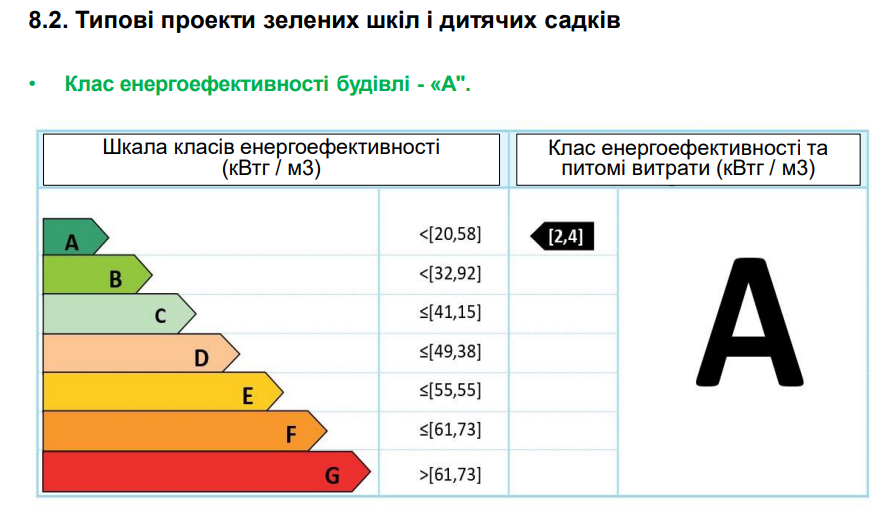 8.2. Типові проекти зелених шкіл і дитячих садків
• Клас енергоефективності будівлі - «А".
Шкала класів енергоефективності
(кВтг / м3)
Клас енергоефективності та
питомі витрати (кВтг / м3)
A <[20,58] [2,4]
B <[32,92]
C ≤[41,15]
D ≤[49,38]
E ≤[55,55]
F ≤[61,73]
G >[61,73]
A